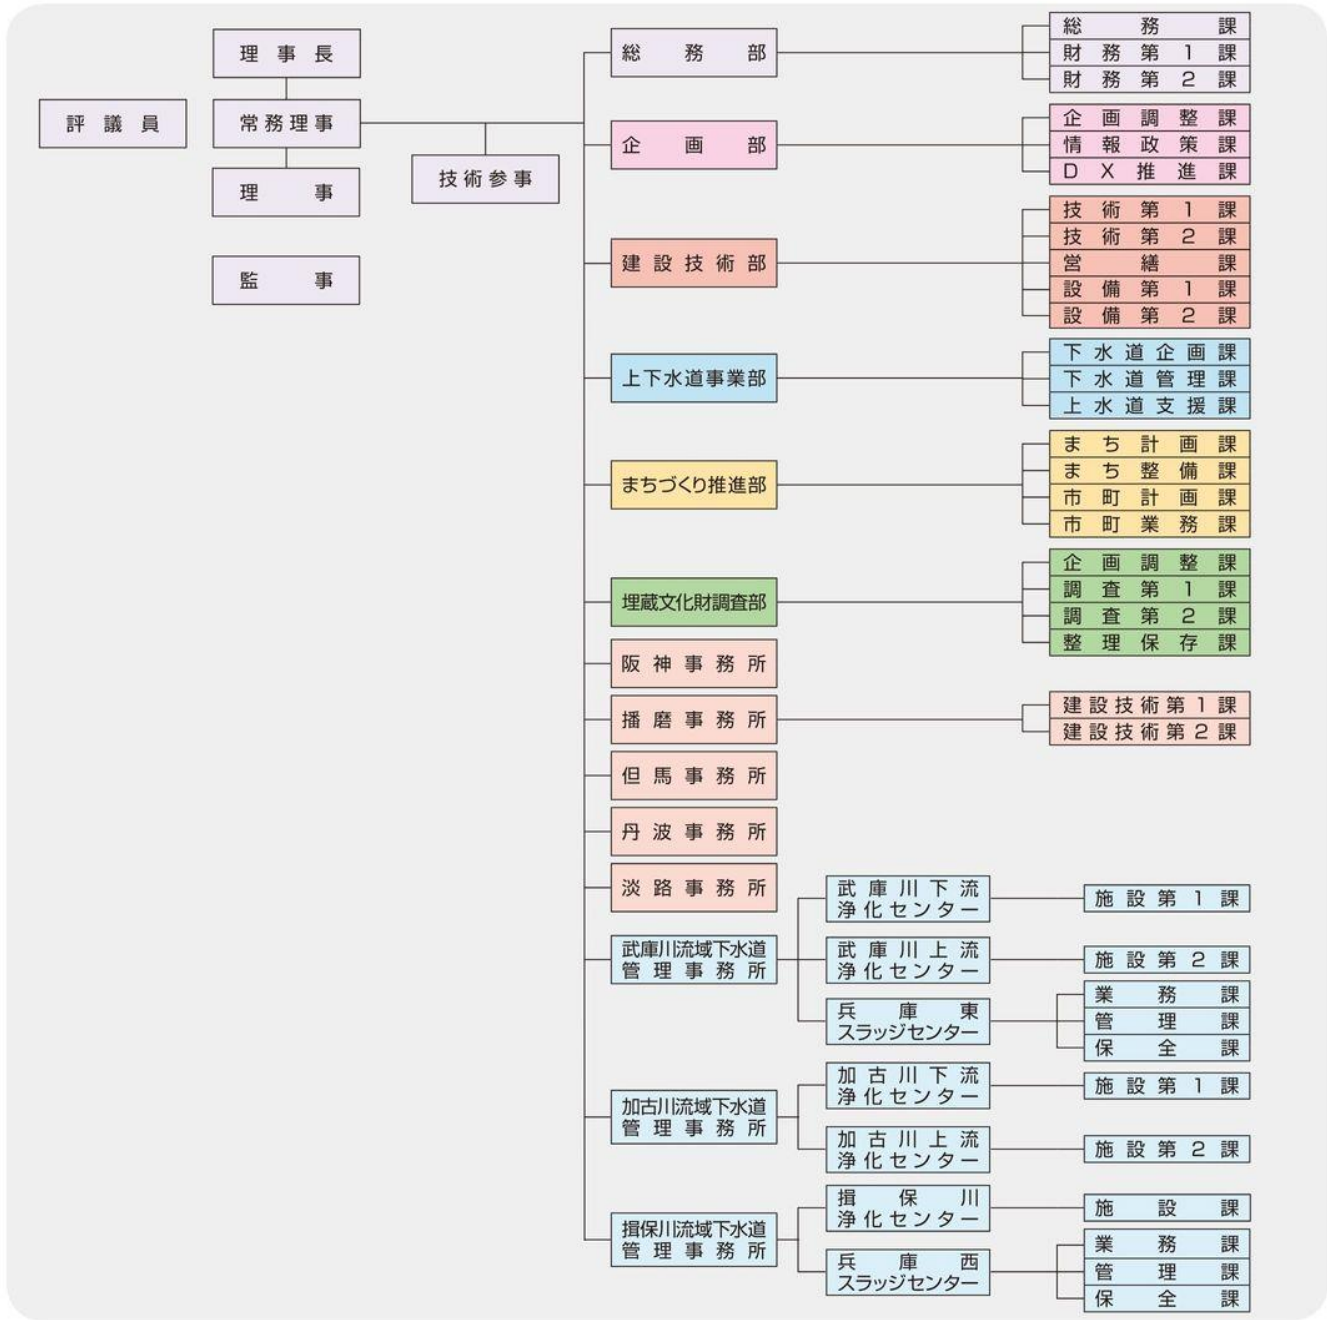 理事長
評議員
常務理事
技術参事
理事
監事
総務部
総務課
財務第1課
財務第2課
企画部
企画調整課
情報政策課
DX推進課
建設技術部
技術第1課
技術第2課
営繕課
設備第1課
設備第2課
上下水道事業部
下水道企画課
下水道管理課
上水道支援課
まちづくり推進部
まち計画課
まち整備課
市町計画課
市町業務課
埋蔵文化財調査部
企画調整課
調査第1課
調査第2課
整理保存課
阪神事務所
播磨事務所
建設技術第1課
建設技術第2課
但馬事務所
丹波事務所
淡路事務所
武庫川流域下水道
管理事務所
武庫川下流
浄化センター
施設第1課
武庫川上流
浄化センター
施設第2課
兵庫東
スラッジセンター
業務課
管理課
保全課
加古川流域下水道
管理事務所
加古川下流
浄化センター
施設第1課
加古川上流
浄化センター
施設第2課
揖保川流域下水道
管理事務所
揖保川
浄化センター
施設課
兵庫西
スラッジセンター
業務課
管理課
保全課